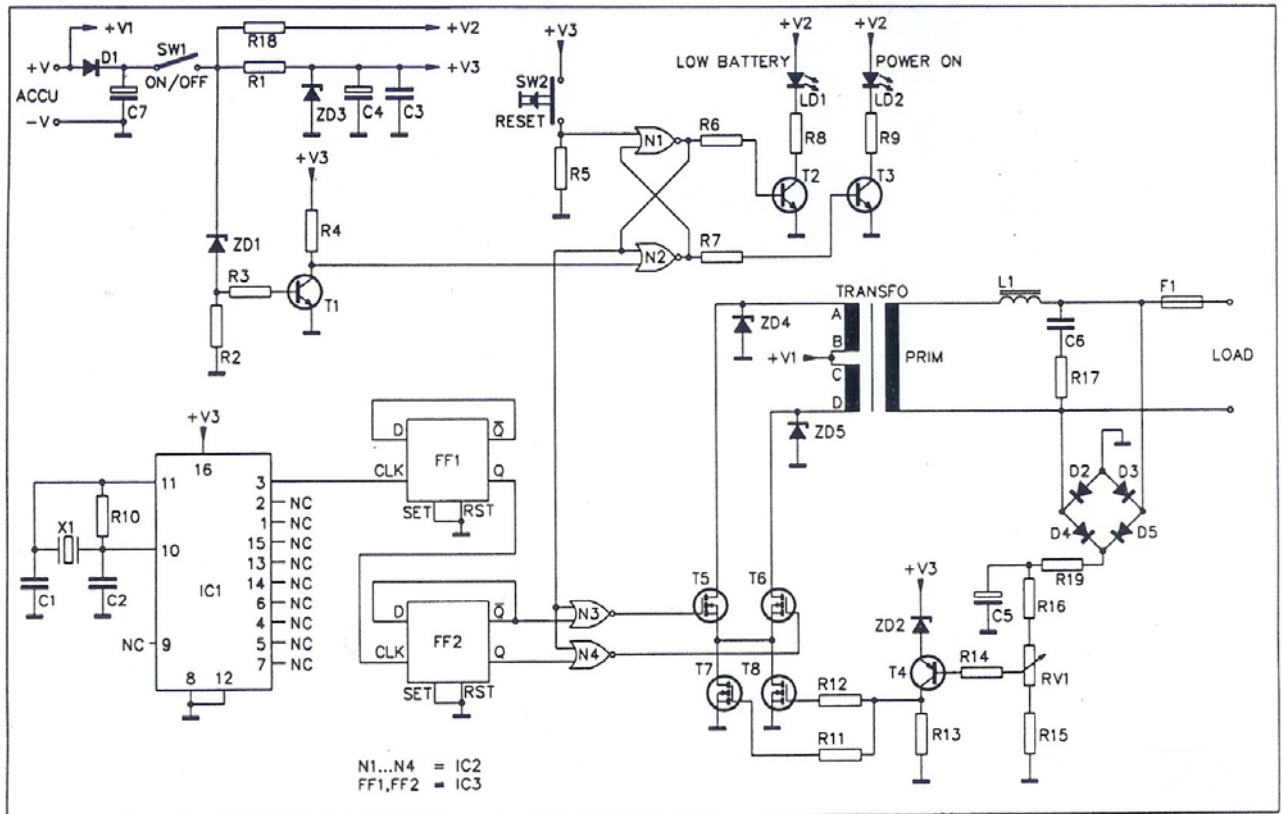 +V1
+V
D1
SW1
ON/OFF
ACCU
-V
C7
R18
+V2
R1
+V3
ZD3
C4
C3
+V3
R4
ZD1
R3
T1
R2
+V3
SW2
RESET
R5
N1
R6
N2
R7
+V2
+V2
LOW BATTERY
POWER ON
LD1
LD2
R8
R9
T2
T3
TRANSFO
A
B
C
D
+V1
PRIM
ZD4
ZD5
L1
F1
C6
R17
LOAD
D2
D3
D4
D5
+V3
16
11
10
R10
X1
C1
C2
IC1
NC
9
8
12
3
2
NC
1
NC
15
NC
13
NC
14
NC
6
NC
4
NC
5
NC
7
NC
D
Q
FF1
CLK
Q
SET
RST
D
Q
FF2
CLK
Q
SET
RST
N3
N4
T5
T6
T7
T8
R12
R11
+V3
ZD2
T4
R14
R13
R19
C5
R16
RV1
R15
N1...N4 = IC2
FF1,FF2 = IC3